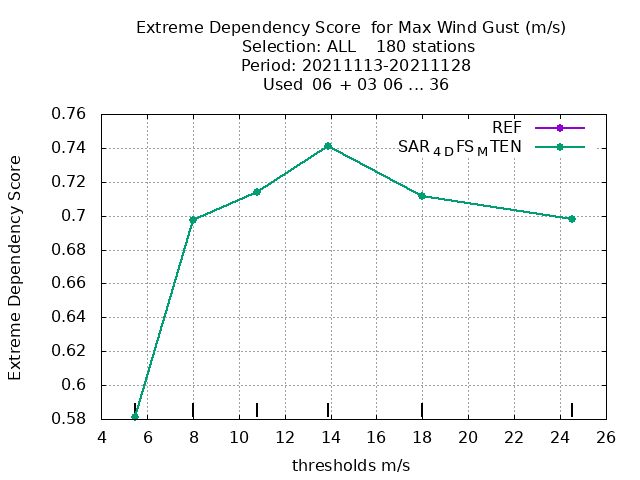 Extreme Dependency Score  for Max Wind Gust (m/s)
Selection: ALL    180 stations
Period: 20211113-20211128
Used  06 + 03 06 ... 36
0.76
0.74
0.72
0.7
0.68
0.66
0.64
0.62
0.6
0.58
Extreme Dependency Score
REF
SAR4DFSMTEN
4 6 8 10 12 14 16 18 20 22 24 26
thresholds m/s